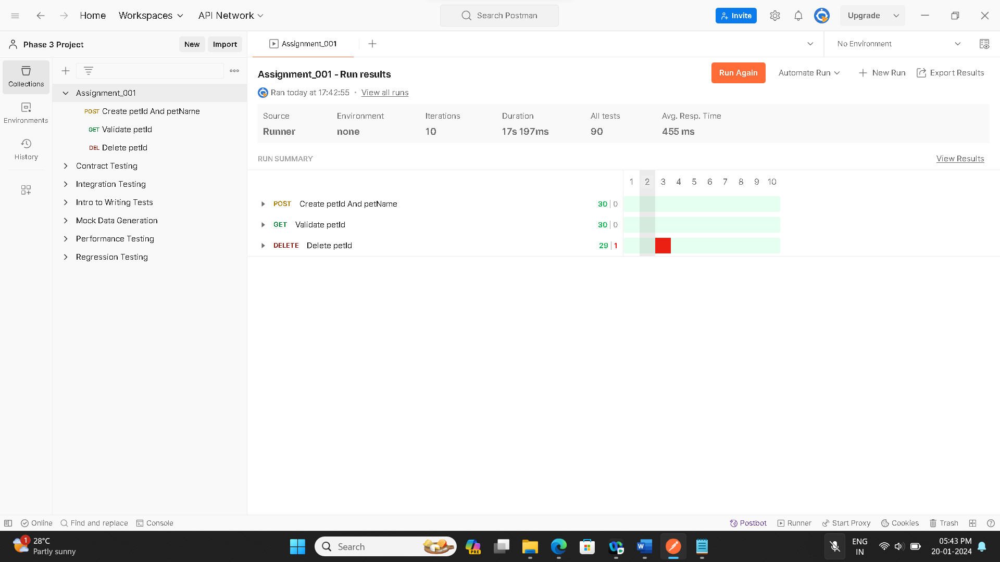 Home Workspaces API Network Search Postman Invite Upgrade
Phase 3 Project New Import Assignment_001 No Environment
Collections
Environments
History
Assignment_001
POST Create petId And petName
GET Validate petId
DEL Delete petId
Contract Testing
Integration Testing
Intro to Writing Tests
Mock Data Generation
Performance Testing
Regression Testing
Assignment_001 - Run results
Run Again Automate Run New Run Export Results
Ran today at 17:42:55 · View all runs
Source Environment Iterations Duration All tests Avg. Resp. Time
Runner none 10 17s 197ms 90 455 ms
RUN SUMMARY View Results
1 2 3 4 5 6 7 8 9 10
POST Create petId And petName 30 | 0
GET Validate petId 30 | 0
DELETE Delete petId 29 | 1
Online Find and replace Console Postbot Runner Start Proxy Cookies Trash
1 28°C
Partly sunny
Search
PRE
W
ENG
IN
05:43 PM
20-01-2024